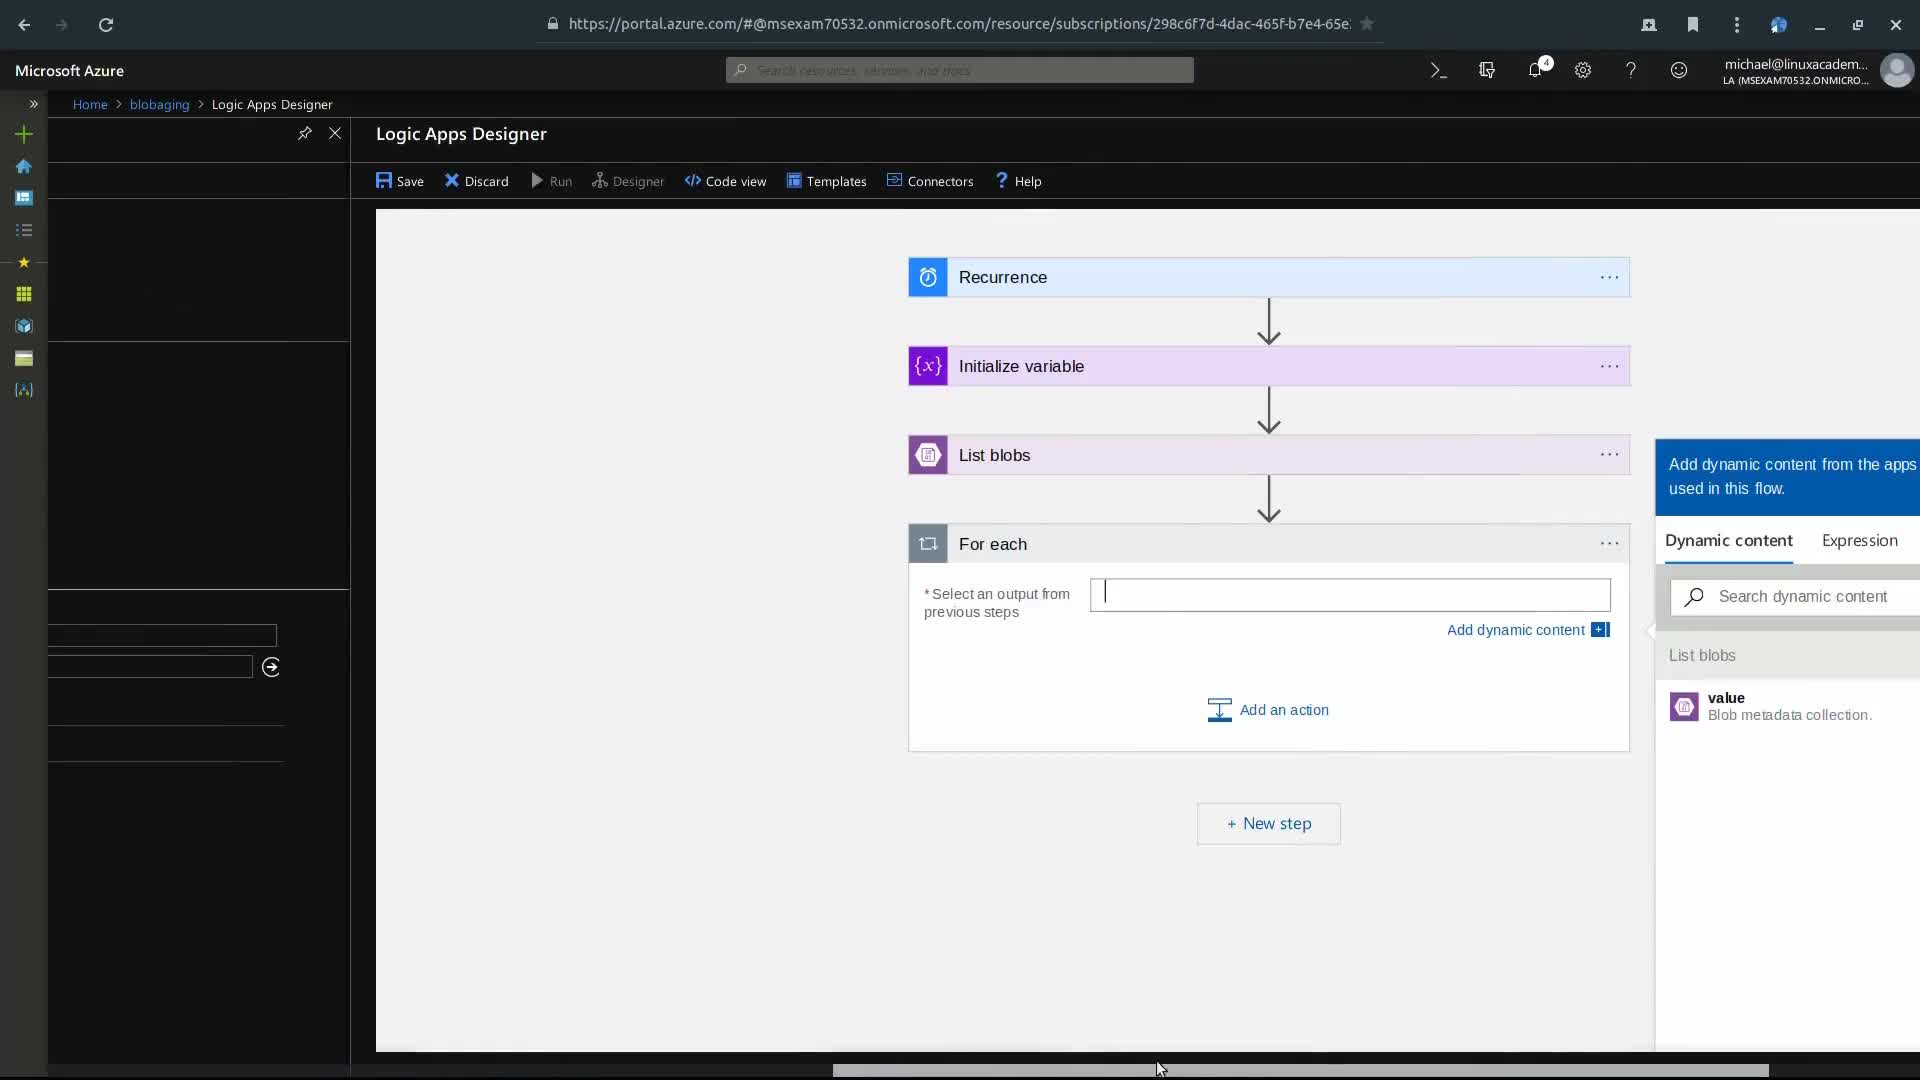 https://portal.azure.com/#@msexam70532.onmicrosoft.com/resource/subscriptions/298c6f7d-4dac-465f-b7e4-65e
Microsoft Azure
Search resources, services, and docs
4
michael@linuxacadem...
LA (MSEXAM70532.ONMICRO...
Home > blobaging > Logic Apps Designer
Logic Apps Designer
Save Discard Run Designer Code view Templates Connectors Help
Recurrence
Initialize variable
List blobs
For each
* Select an output from
previous steps
Add dynamic content
Add an action
+ New step
Add dynamic content from the apps
used in this flow.
Dynamic content Expression
Search dynamic content
List blobs
value
Blob metadata collection.